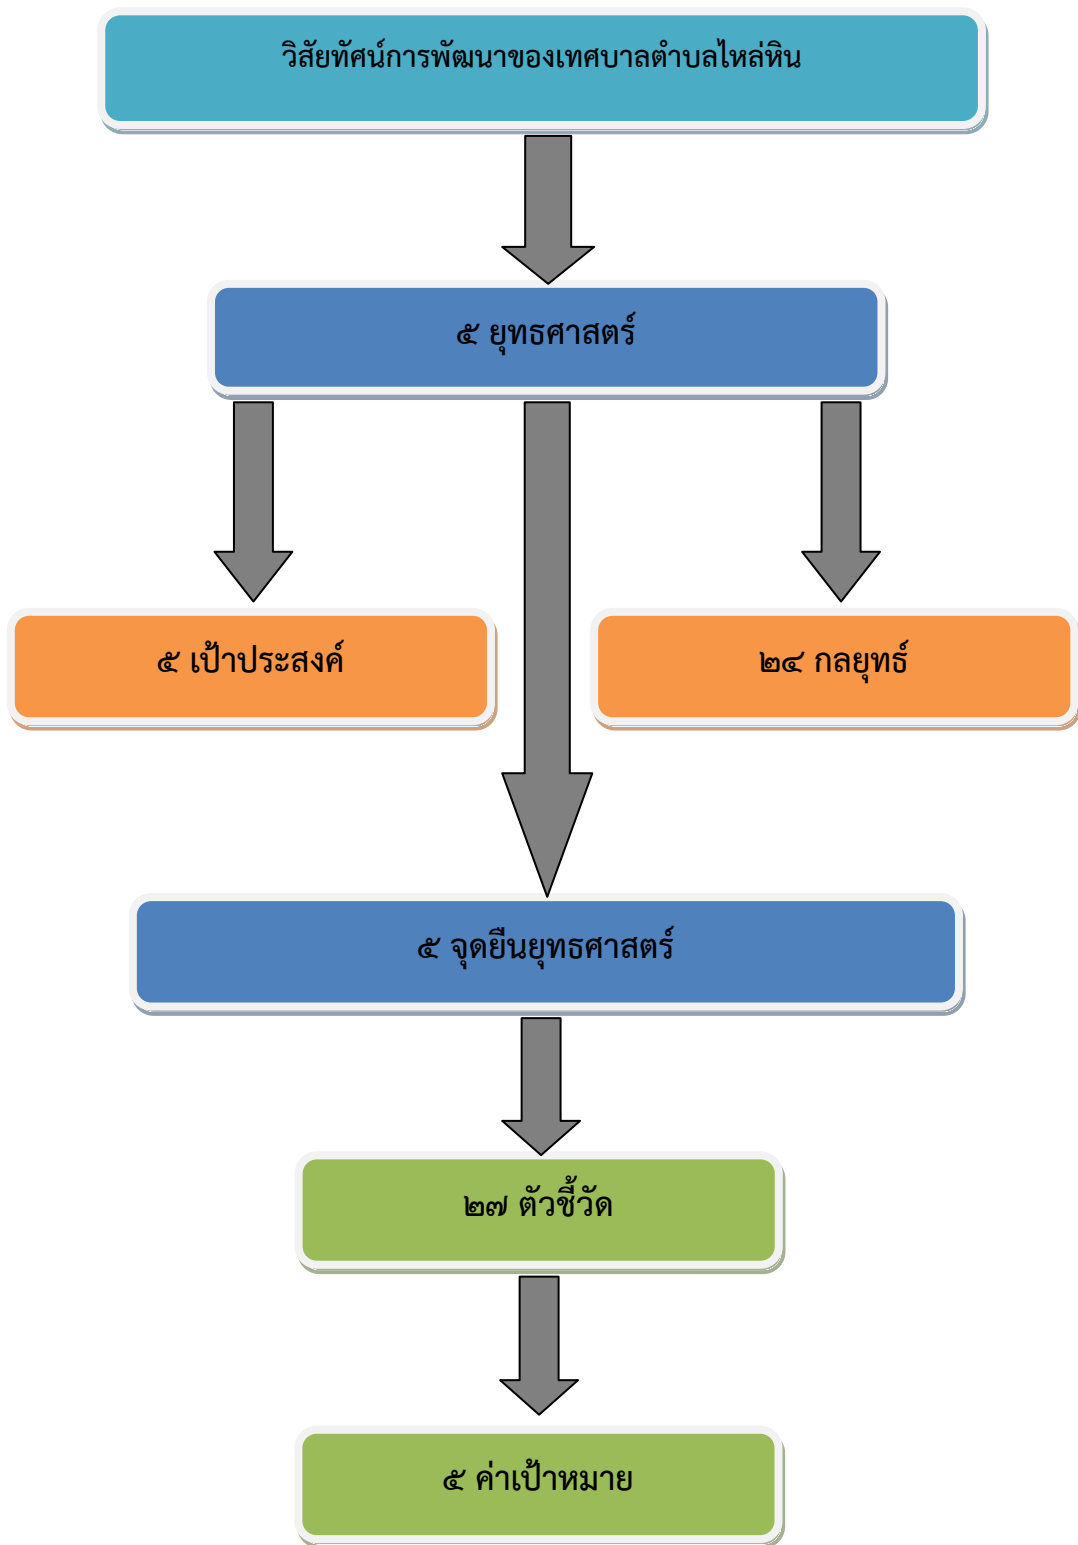 วิสัยทัศน์การพัฒนาของเทศบาลตำบลไหล่หิน
๕ ยุทธศาสตร์
๕ เป้าประสงค์
๒๔ กลยุทธ์
๕ จุดยืนยุทธศาสตร์
๒๗ ตัวชี้วัด
๕ ค่าเป้าหมาย